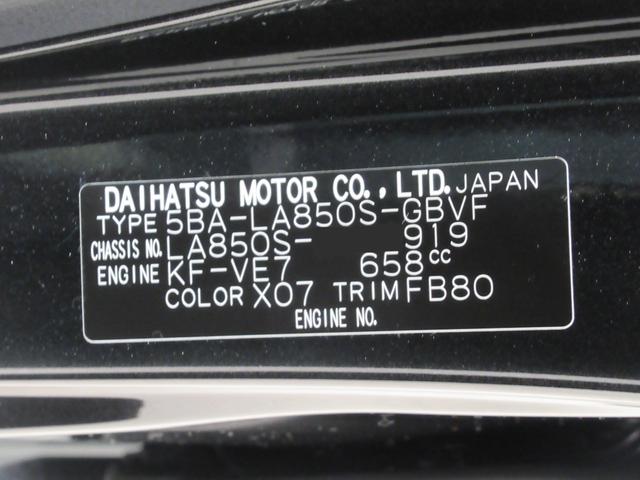 DAIHATSU MOTOR CO., LTD. JAPAN
TYPE 5BA-LA850S-GBVF
CHASSIS NO. LA850S- 919
ENGINE KF-VE7 658cc
COLOR X07 TRIM FB80
ENGINE NO.